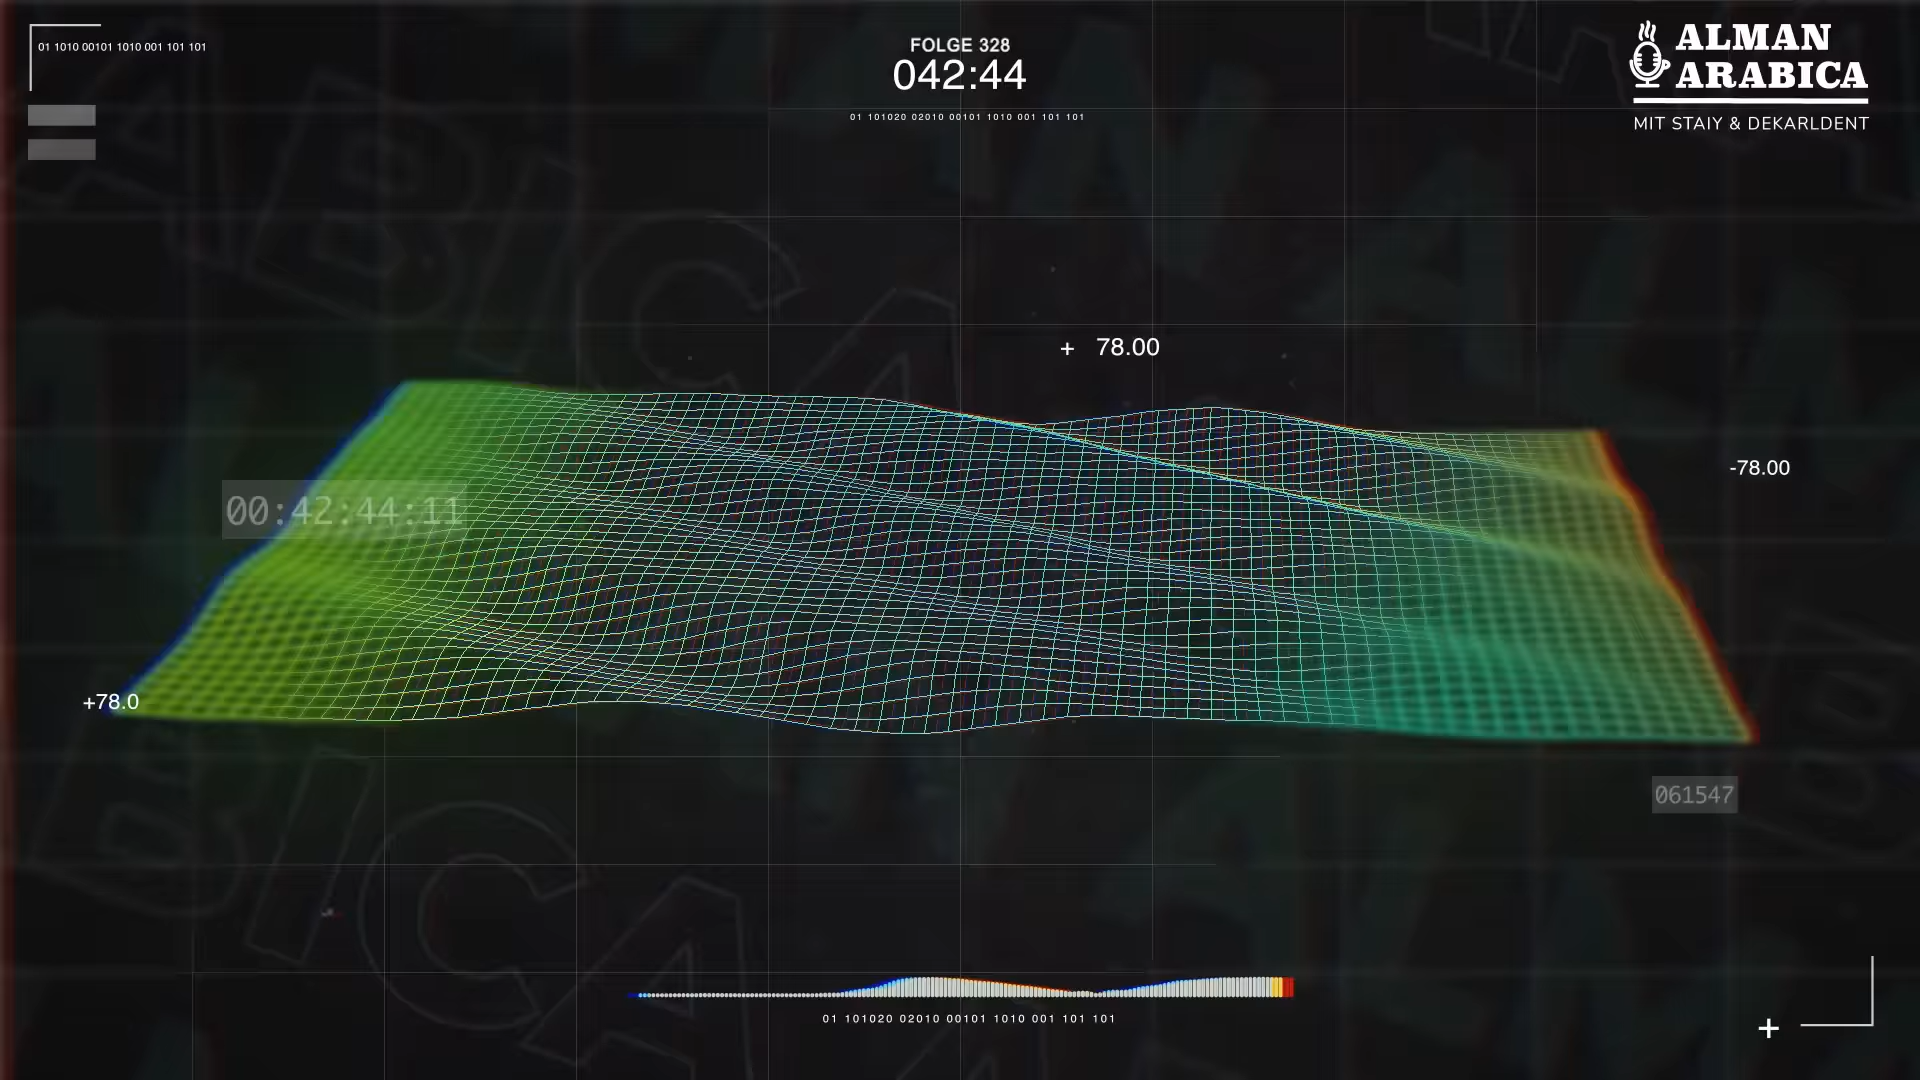 01 1010 00101 1010 001 101 101
FOLGE 328
042:44
01 101020 02010 00101 1010 001 101 101
ALMAN
ARABICA
MIT STAIY & DEKARLDENT
+ 78.00
-78.00
00:42:44:11
+78.0
061547
01 101020 02010 00101 1010 001 101 101
+
BICA
BICA